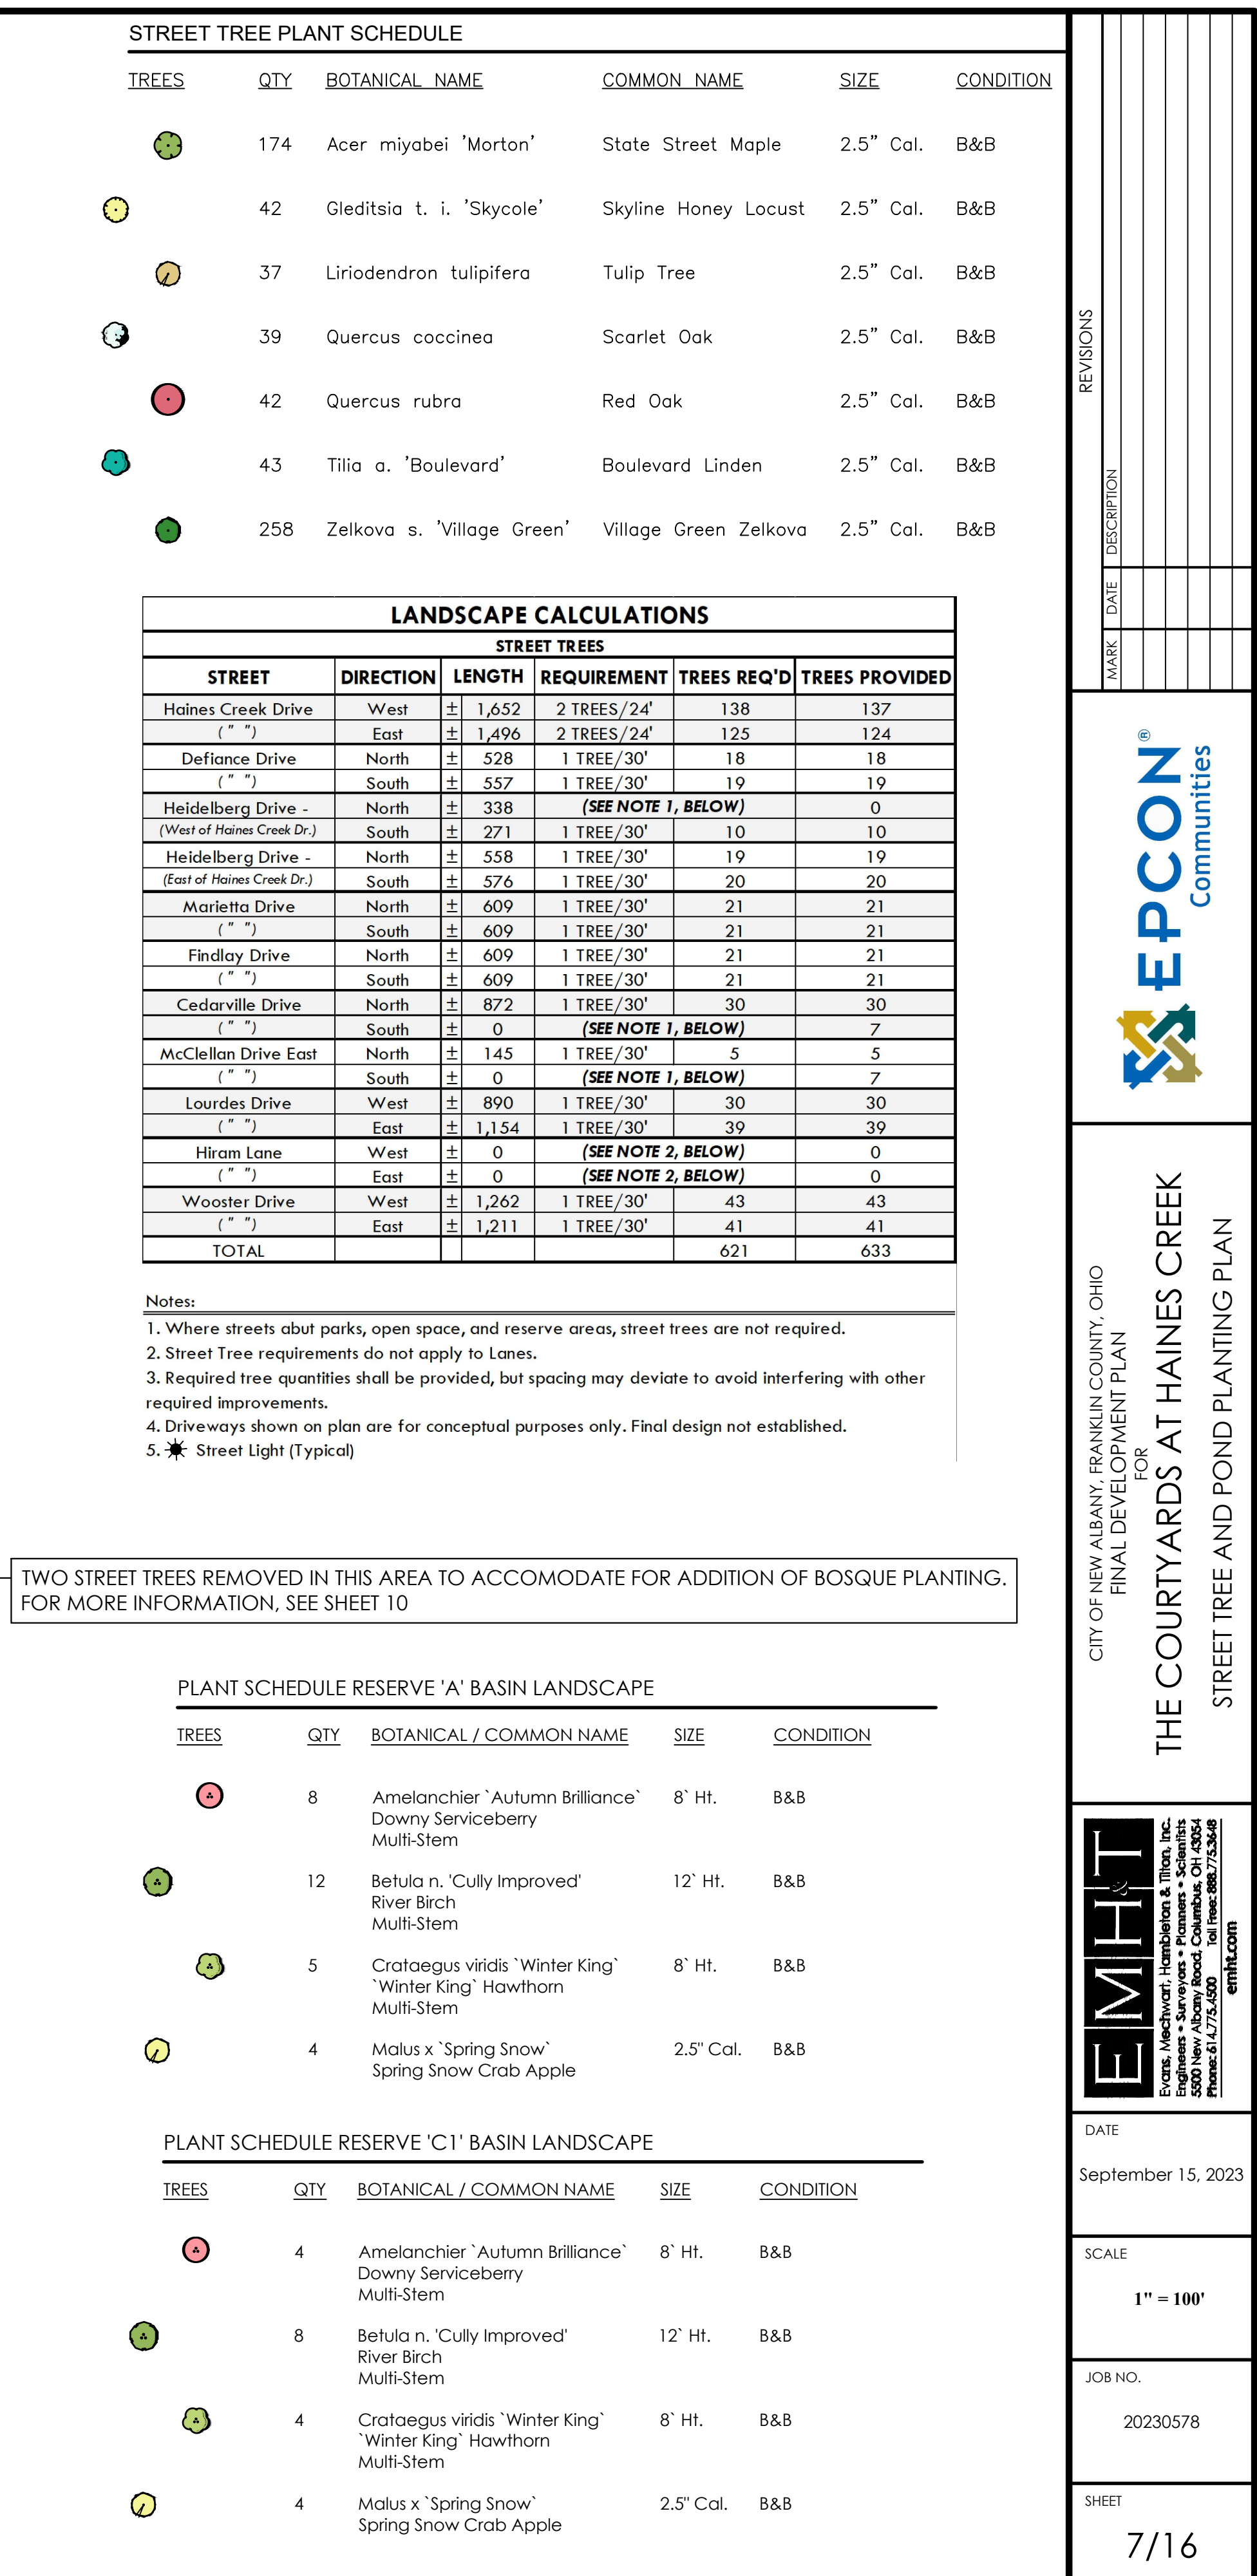 STREET TREE PLANT SCHEDULE
TREES QTY BOTANICAL NAME COMMON NAME SIZE CONDITION
174 Acer miyabei 'Morton' State Street Maple 2.5" Cal. B&B
42 Gleditsia t. i. 'Skycole' Skyline Honey Locust 2.5" Cal. B&B
37 Liriodendron tulipifera Tulip Tree 2.5" Cal. B&B
39 Quercus coccinea Scarlet Oak 2.5" Cal. B&B
42 Quercus rubra Red Oak 2.5" Cal. B&B
43 Tilia a. 'Boulevard' Boulevard Linden 2.5" Cal. B&B
258 Zelkova s. 'Village Green' Village Green Zelkova 2.5" Cal. B&B
LANDSCAPE CALCULATIONS
STREET TREES
STREET DIRECTION LENGTH REQUIREMENT TREES REQ'D TREES PROVIDED
Haines Creek Drive West ± 1,652 2 TREES/24' 138 137
( " ") East ± 1,496 2 TREES/24' 125 124
Defiance Drive North ± 528 1 TREE/30' 18 18
( " ") South ± 557 1 TREE/30' 19 19
Heidelberg Drive - North ± 338 (SEE NOTE 1, BELOW) 0
(West of Haines Creek Dr.) South ± 271 1 TREE/30' 10 10
Heidelberg Drive - North ± 558 1 TREE/30' 19 19
(East of Haines Creek Dr.) South ± 576 1 TREE/30' 20 20
Marietta Drive North ± 609 1 TREE/30' 21 21
( " ") South ± 609 1 TREE/30' 21 21
Findlay Drive North ± 609 1 TREE/30' 21 21
( " ") South ± 609 1 TREE/30' 21 21
Cedarville Drive North ± 872 1 TREE/30' 30 30
( " ") South ± 0 (SEE NOTE 1, BELOW) 7
McClellan Drive East North ± 145 1 TREE/30' 5 5
( " ") South ± 0 (SEE NOTE 1, BELOW) 7
Lourdes Drive West ± 890 1 TREE/30' 30 30
( " ") East ± 1,154 1 TREE/30' 39 39
Hiram Lane West ± 0 (SEE NOTE 2, BELOW) 0
( " ") East ± 0 (SEE NOTE 2, BELOW) 0
Wooster Drive West ± 1,262 1 TREE/30' 43 43
( " ") East ± 1,211 1 TREE/30' 41 41
TOTAL 621 633
Notes:
1. Where streets abut parks, open space, and reserve areas, street trees are not required.
2. Street Tree requirements do not apply to Lanes.
3. Required tree quantities shall be provided, but spacing may deviate to avoid interfering with other
required improvements.
4. Driveways shown on plan are for conceptual purposes only. Final design not established.
5. Street Light (Typical)
TWO STREET TREES REMOVED IN THIS AREA TO ACCOMODATE FOR ADDITION OF BOSQUE PLANTING.
FOR MORE INFORMATION, SEE SHEET 10
PLANT SCHEDULE RESERVE 'A' BASIN LANDSCAPE
TREES QTY BOTANICAL / COMMON NAME SIZE CONDITION
8 Amelanchier `Autumn Brilliance` 8` Ht. B&B
Downy Serviceberry
Multi-Stem
12 Betula n. 'Cully Improved' 12` Ht. B&B
River Birch
Multi-Stem
5 Crataegus viridis `Winter King` 8` Ht. B&B
`Winter King` Hawthorn
Multi-Stem
4 Malus x `Spring Snow` 2.5" Cal. B&B
Spring Snow Crab Apple
PLANT SCHEDULE RESERVE 'C1' BASIN LANDSCAPE
TREES QTY BOTANICAL / COMMON NAME SIZE CONDITION
4 Amelanchier `Autumn Brilliance` 8` Ht. B&B
Downy Serviceberry
Multi-Stem
8 Betula n. 'Cully Improved' 12` Ht. B&B
River Birch
Multi-Stem
4 Crataegus viridis `Winter King` 8` Ht. B&B
`Winter King` Hawthorn
Multi-Stem
4 Malus x `Spring Snow` 2.5" Cal. B&B
Spring Snow Crab Apple
REVISIONS
MARK DATE DESCRIPTION
EPCON®
Communities
CITY OF NEW ALBANY, FRANKLIN COUNTY, OHIO
FINAL DEVELOPMENT PLAN
FOR
THE COURTYARDS AT HAINES CREEK
STREET TREE AND POND PLANTING PLAN
EMH&T
Evans, Mechwart, Hambleton & Tilton, Inc.
Engineers • Surveyors • Planners • Scientists
5500 New Albany Road, Columbus, OH 43054
Phone: 614.775.4500 Toll Free: 888.775.3648
emht.com
DATE
September 15, 2023
SCALE
1" = 100'
JOB NO.
20230578
SHEET
7/16